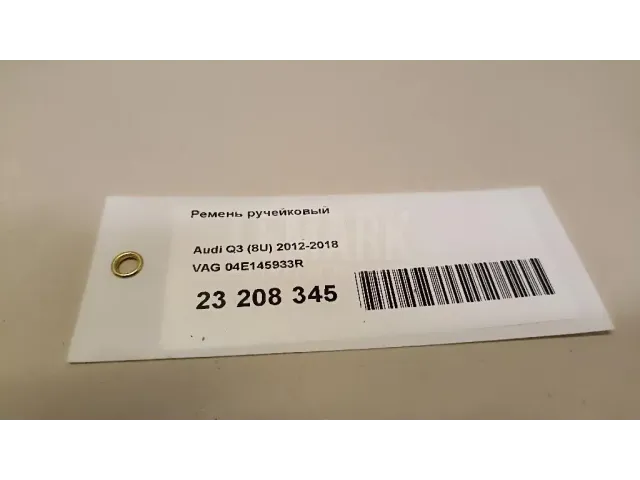 Ремень ручейковый
Audi Q3 (8U) 2012-2018
VAG 04E145933R
23 208 345